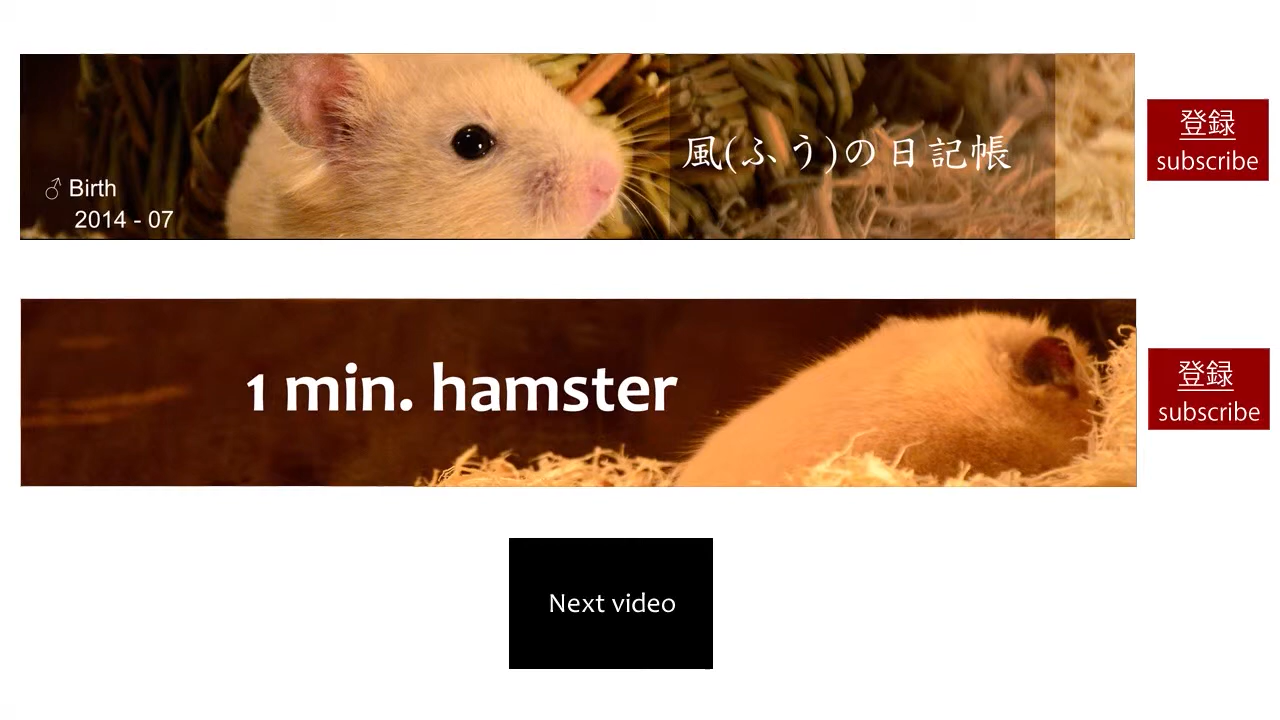 ♂ Birth
2014 - 07
風(ふう)の日記帳
登録
subscribe
1 min. hamster
登録
subscribe
Next video